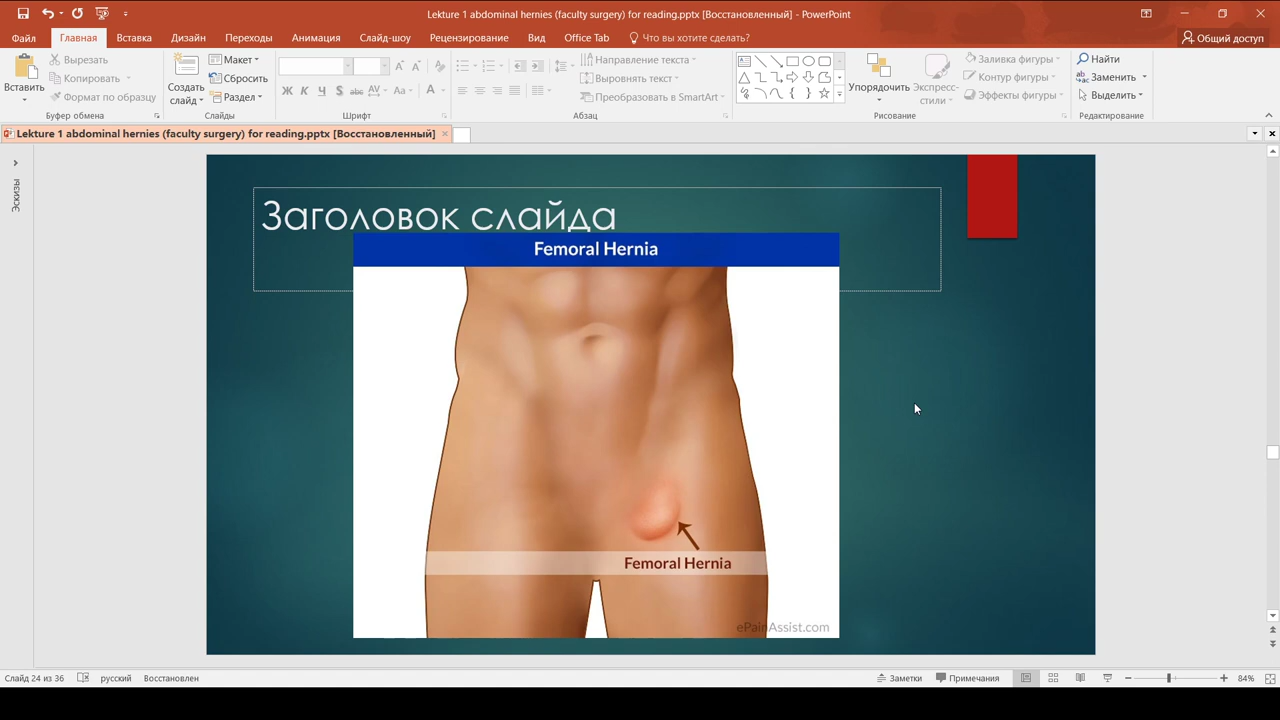 Lekture 1 abdominal hernies (faculty surgery) for reading.pptx [Восстановленный] - PowerPoint
Файл Главная Вставка Дизайн Переходы Анимация Слайд-шоу Рецензирование Вид Office Tab Что вы хотите сделать? Общий доступ
Вставить
Вырезать
Копировать
Формат по образцу
Буфер обмена
Создать слайд
Макет
Сбросить
Раздел
Слайды
Ж К Ч S abc AV Aa A
Шрифт
Направление текста
Выровнять текст
Преобразовать в SmartArt
Абзац
Упорядочить
Экспресс-стили
Заливка фигуры
Контур фигуры
Эффекты фигуры
Рисование
Найти
Заменить
Выделить
Редактирование
Lekture 1 abdominal hernies (faculty surgery) for reading.pptx [Восстановленный]
Эскизы
Заголовок слайда
Femoral Hernia
Femoral Hernia
ePainAssist.com
Слайд 24 из 36 русский Восстановлен Заметки Примечания 84%